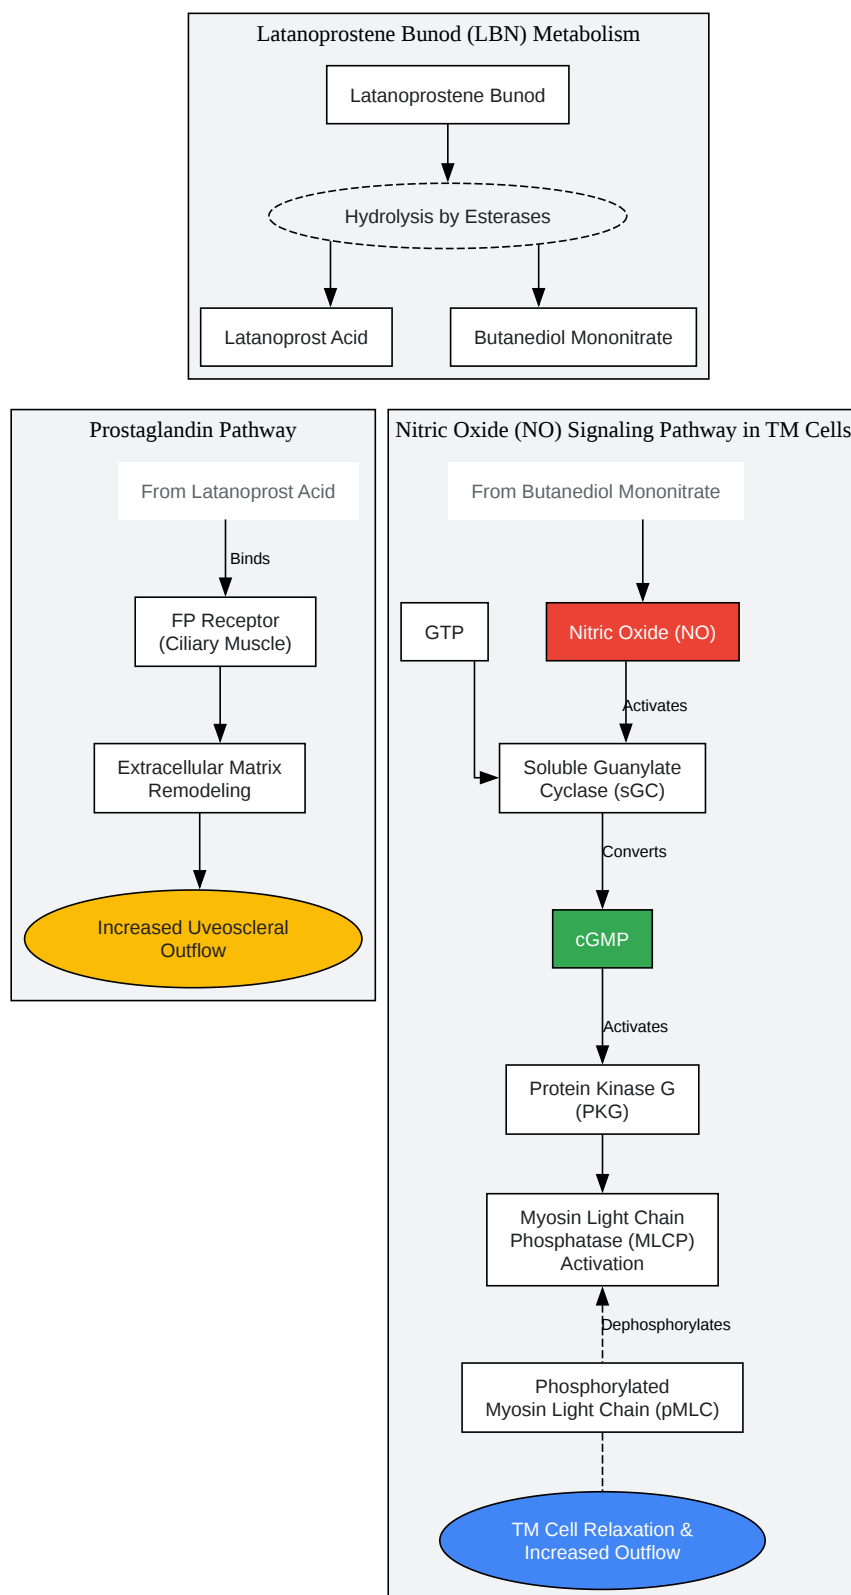 Latanoprostene Bunod (LBN) Metabolism
Latanoprostene Bunod
Hydrolysis by Esterases
Latanoprost Acid
Butanediol Mononitrate
Prostaglandin Pathway
From Latanoprost Acid
Binds
FP Receptor
(Ciliary Muscle)
Extracellular Matrix
Remodeling
Increased Uveoscleral
Outflow
Nitric Oxide (NO) Signaling Pathway in TM Cells
From Butanediol Mononitrate
GTP
Nitric Oxide (NO)
Activates
Soluble Guanylate
Cyclase (sGC)
Converts
cGMP
Activates
Protein Kinase G
(PKG)
Myosin Light Chain
Phosphatase (MLCP)
Activation
Dephosphorylates
Phosphorylated
Myosin Light Chain (pMLC)
TM Cell Relaxation &
Increased Outflow